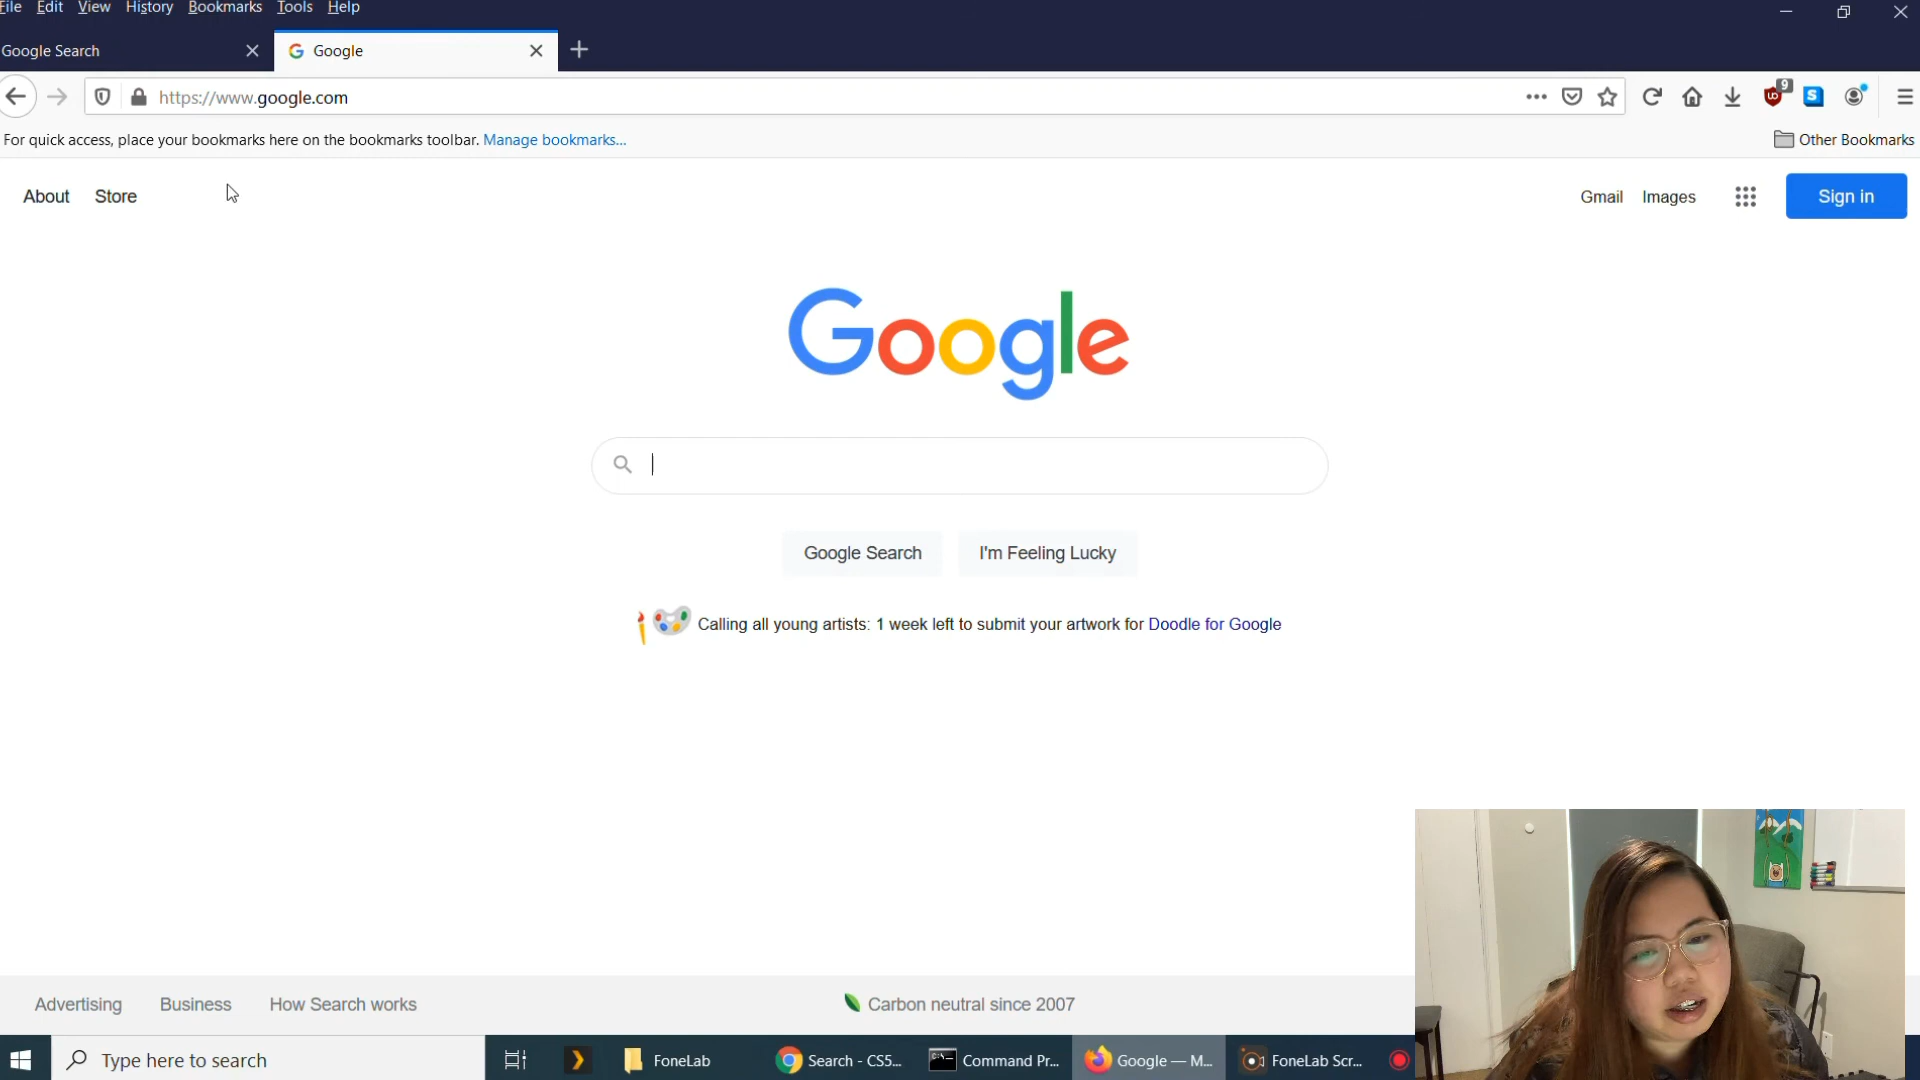 File Edit View History Bookmarks Tools Help
Google Search
Google
https://www.google.com
9
For quick access, place your bookmarks here on the bookmarks toolbar. Manage bookmarks...
Other Bookmarks
About Store
Gmail Images
Sign in
Google
Google Search
I'm Feeling Lucky
Calling all young artists: 1 week left to submit your artwork for Doodle for Google
Advertising Business How Search works
Carbon neutral since 2007
Type here to search
FoneLab
Search - CS5...
Command Pr...
Google — M...
FoneLab Scr...